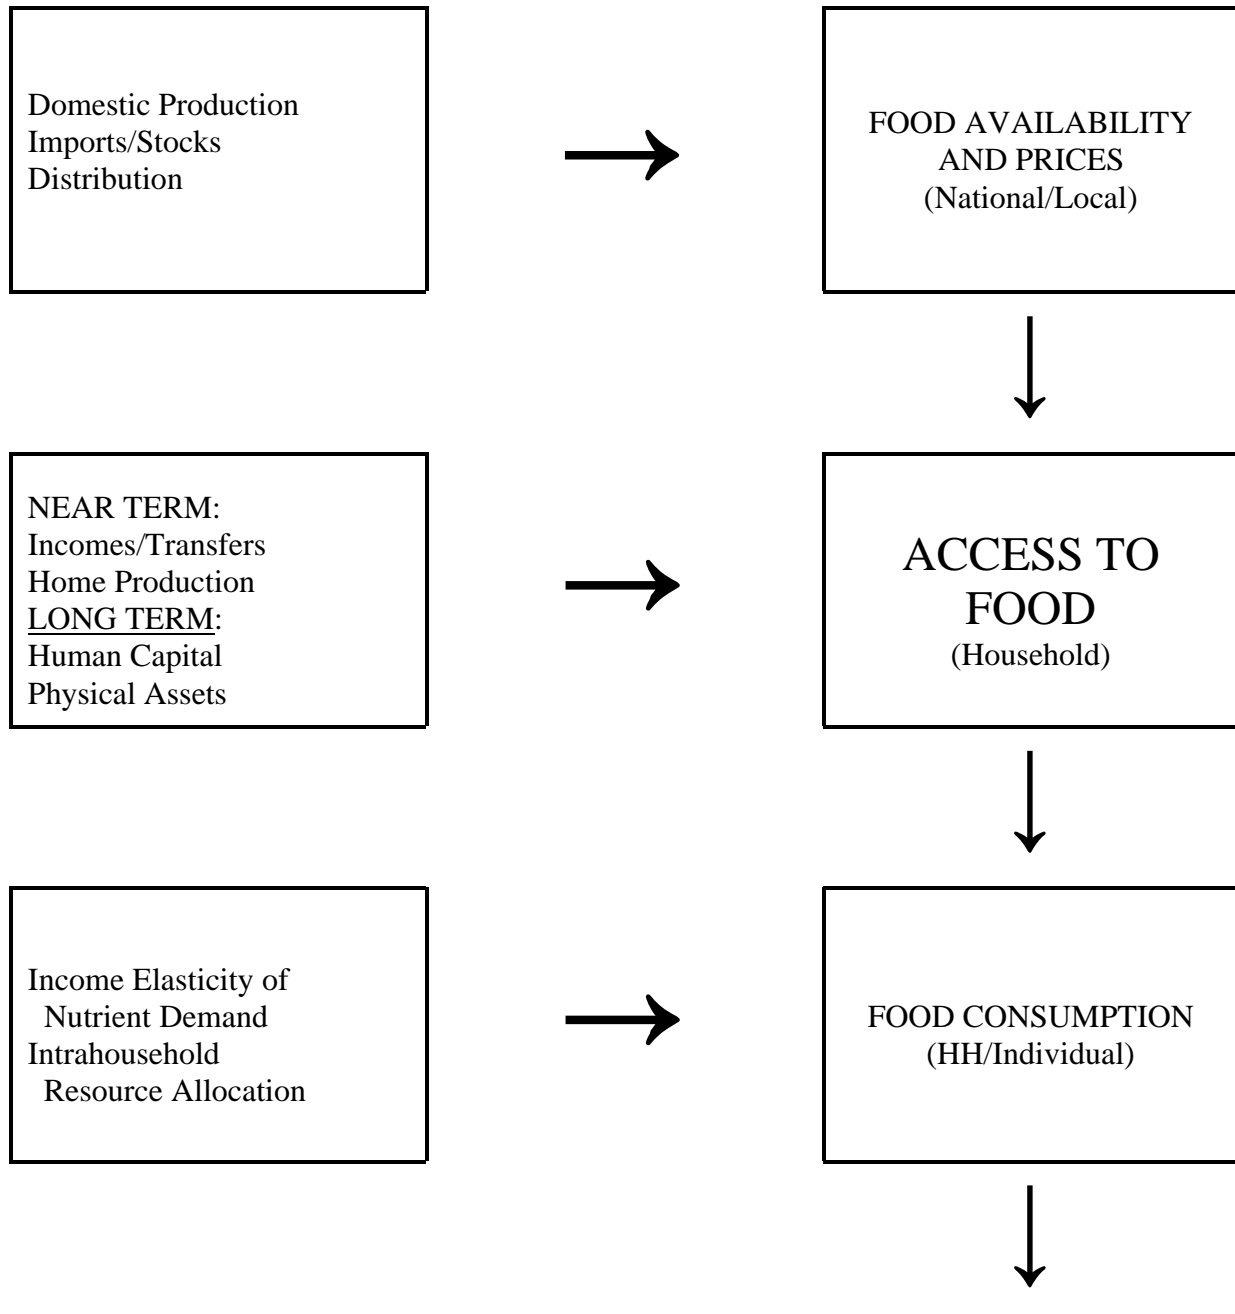 Domestic Production
Imports/Stocks
Distribution
FOOD AVAILABILITY
AND PRICES
(National/Local)
NEAR TERM:
Incomes/Transfers
Home Production
LONG TERM:
Human Capital
Physical Assets
ACCESS TO
FOOD
(Household)
Income Elasticity of
Nutrient Demand
Intrahousehold
Resource Allocation
FOOD CONSUMPTION
(HH/Individual)